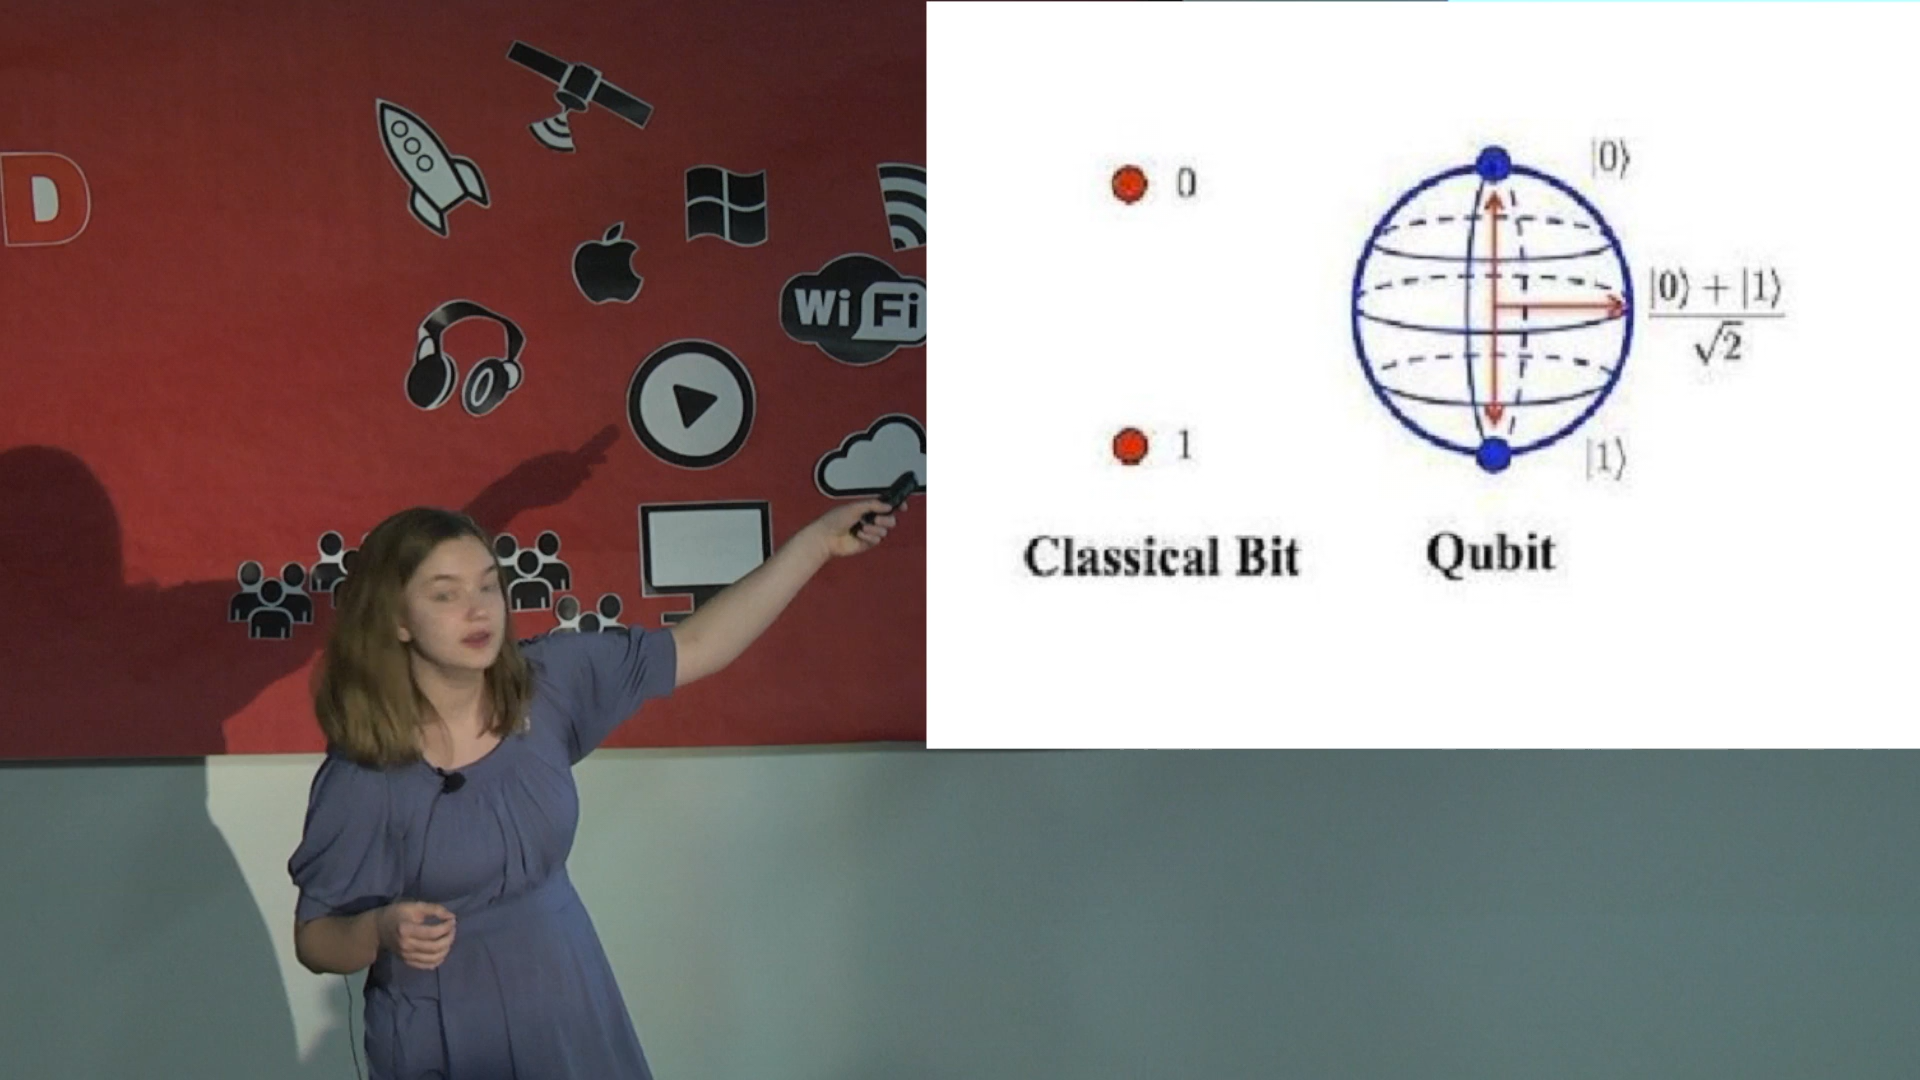 D
WiFi
0
1
Classical Bit
|0⟩
|0⟩ + |1⟩
√2
|1⟩
Qubit